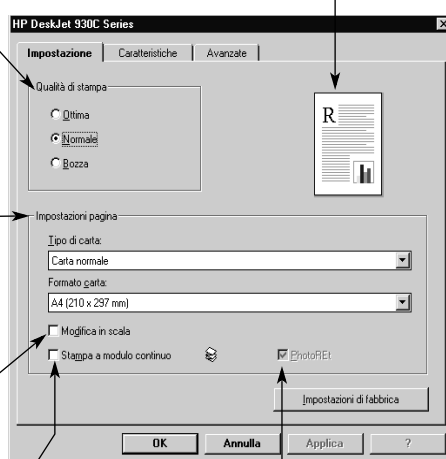 HP DeskJet 930C Series
Impostazione Caratteristiche Avanzate
Qualità di stampa
Ottima
Normale
Bozza
R
Impostazioni pagina
Tipo di carta:
Carta normale
Formato carta:
A4 (210 x 297 mm)
Modifica in scala
Stampa a modulo continuo
PhotoREt
Impostazioni di fabbrica
OK Annulla Applica ?